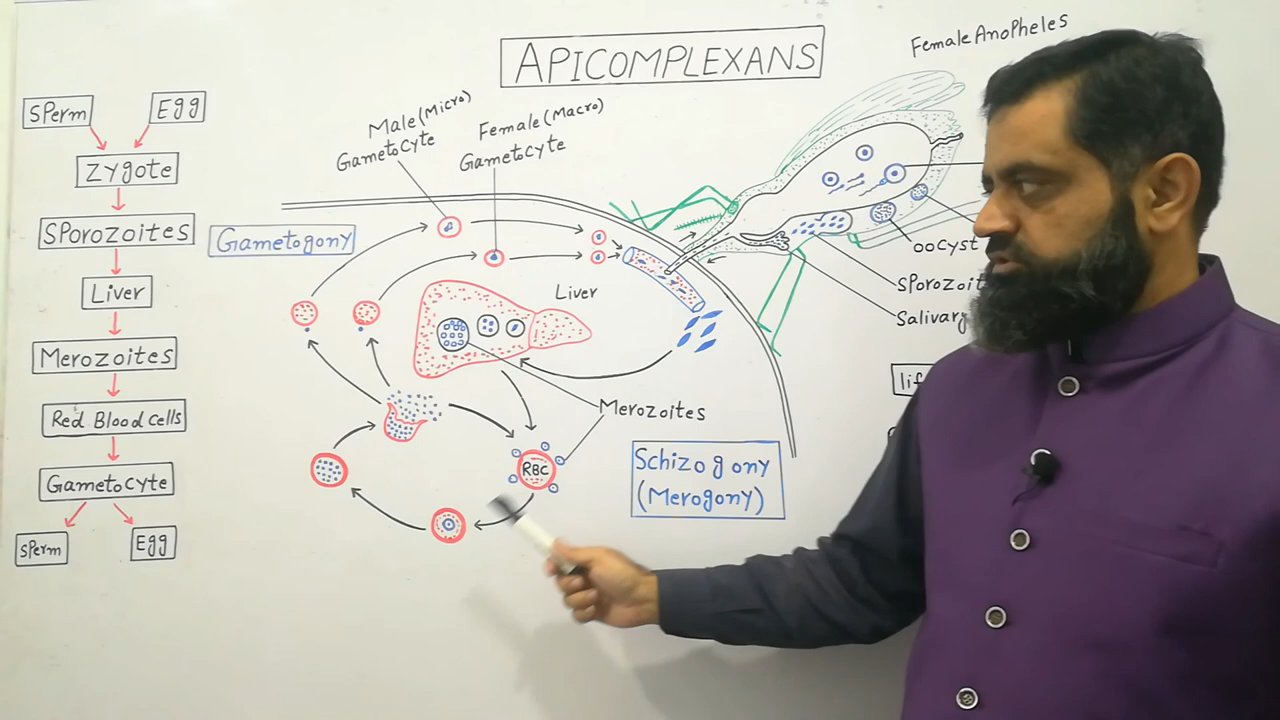 APICOMPLEXANS
Female Anopheles
Sperm
Egg
Zygote
Sporozoites
Liver
Merozoites
Red Blood cells
Gametocyte
Sperm
Egg
Gametogony
Male (Micro)
Gametocyte
Female (Macro)
Gametocyte
Liver
Merozoites
RBC
Schizogony
(Merogony)
oocyst